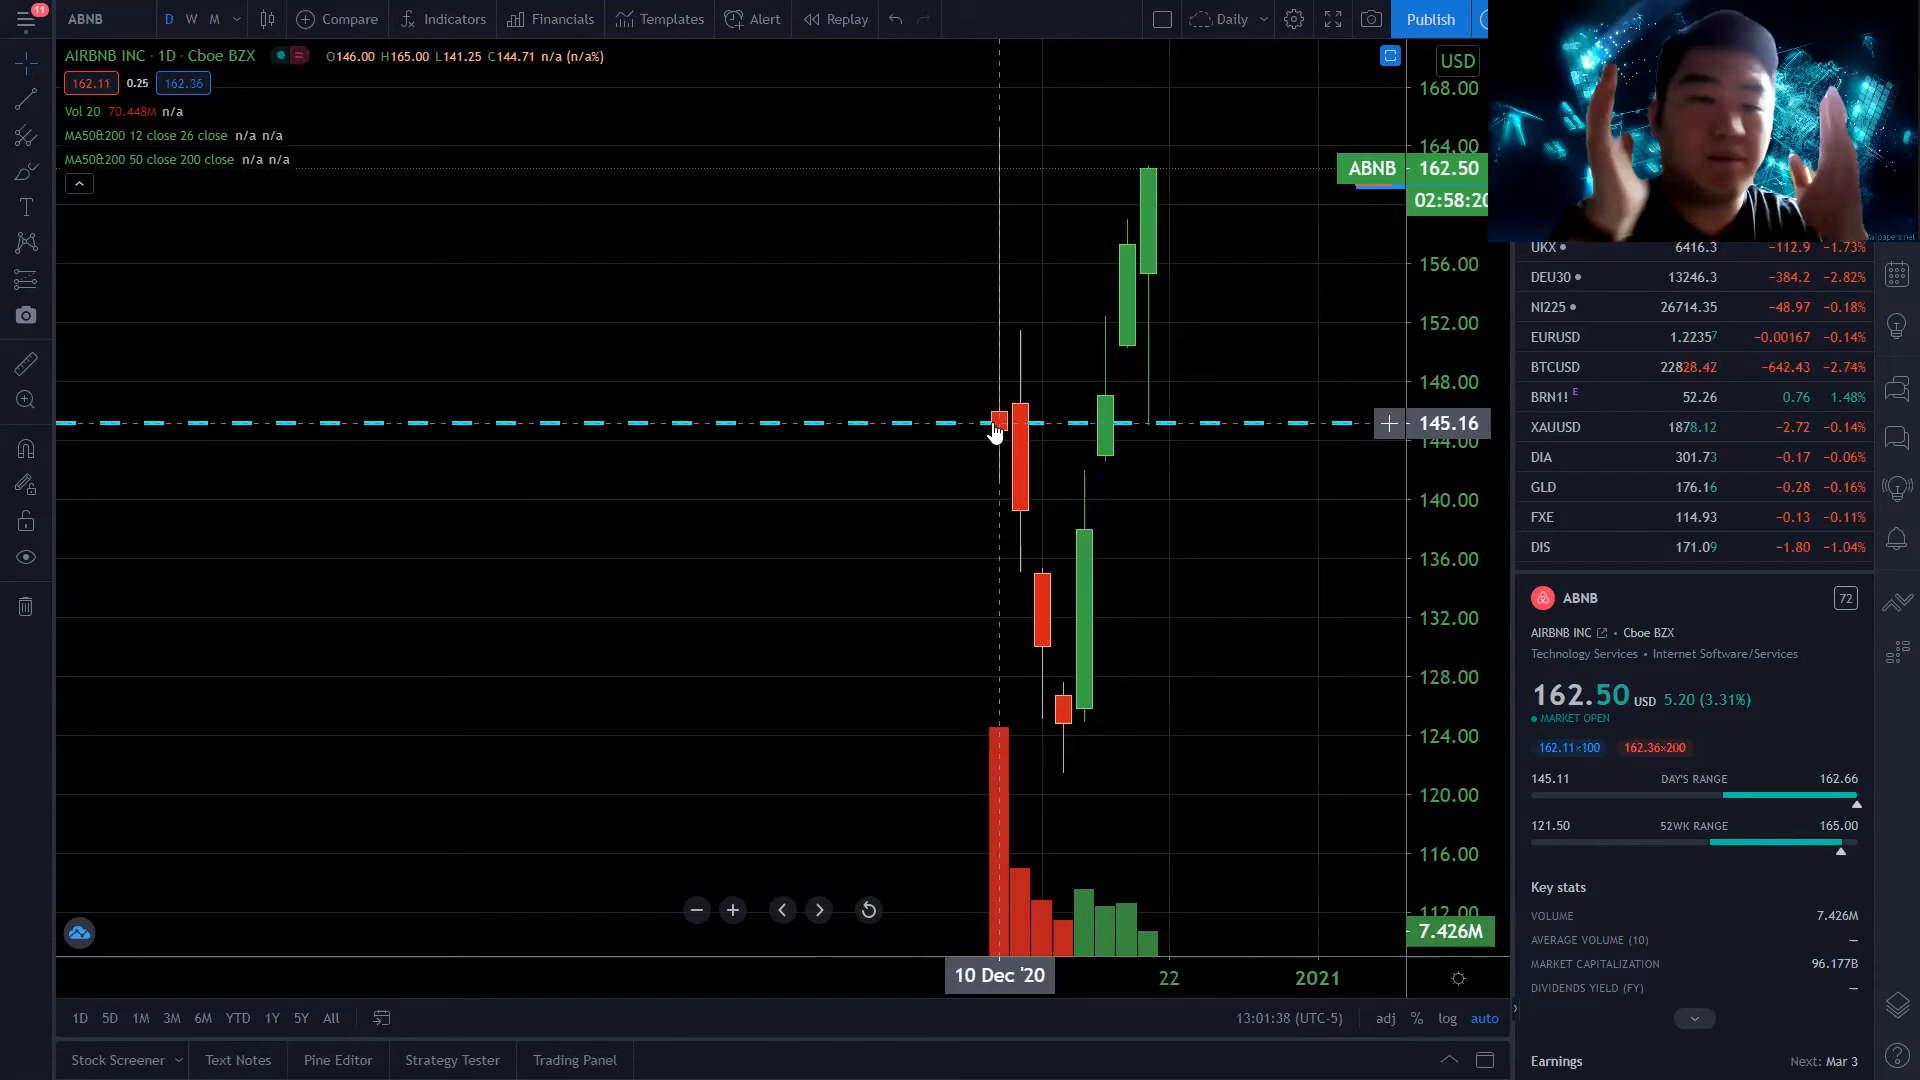 11
ABNB
D W M
Compare
Indicators
Financials
Templates
Alert
Replay
Daily
Publish
AIRBNB INC · 1D · Cboe BZX
O146.00 H165.00 L141.25 C144.71 n/a (n/a%)
162.11 0.25 162.36
Vol 20 70.448M n/a
MA50&200 12 close 26 close n/a n/a
MA50&200 50 close 200 close n/a n/a
USD
168.00
164.00
ABNB 162.50
02:58:20
156.00
152.00
148.00
145.16
144.00
140.00
136.00
132.00
128.00
124.00
120.00
116.00
112.00
7.426M
10 Dec '20
22
2021
1D 5D 1M 3M 6M YTD 1Y 5Y All
13:01:38 (UTC-5)
adj % log auto
Stock Screener
Text Notes
Pine Editor
Strategy Tester
Trading Panel
UKX 6416.3 −112.9 −1.73%
DEU30 13246.3 −384.2 −2.82%
NI225 26714.35 −48.97 −0.18%
EURUSD 1.22357 −0.00167 −0.14%
BTCUSD 22828.42 −642.43 −2.74%
BRN1! E 52.26 0.76 1.48%
XAUUSD 1878.12 −2.72 −0.14%
DIA 301.73 −0.17 −0.06%
GLD 176.16 −0.28 −0.16%
FXE 114.93 −0.13 −0.11%
DIS 171.09 −1.80 −1.04%
ABNB
72
AIRBNB INC · Cboe BZX
Technology Services · Internet Software/Services
162.50 USD 5.20 (3.31%)
MARKET OPEN
162.11×100 162.36×200
145.11 DAY'S RANGE 162.66
121.50 52WK RANGE 165.00
Key stats
VOLUME 7.426M
AVERAGE VOLUME (10) —
MARKET CAPITALIZATION 96.177B
DIVIDENDS YIELD (FY) —
Earnings Next: Mar 3